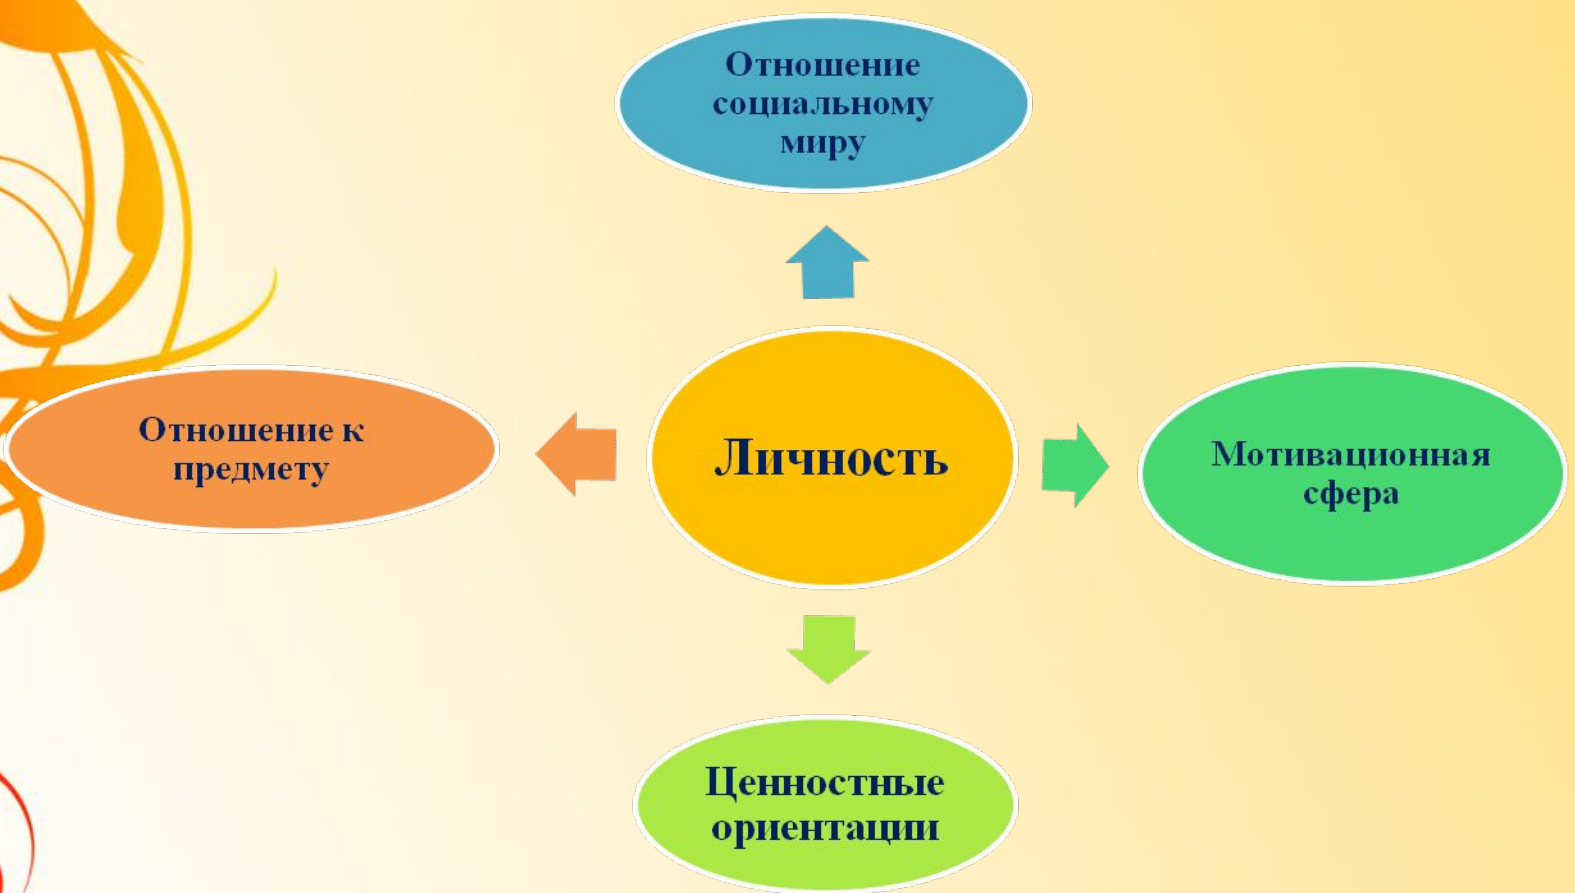 Отношение
социальному
миру
Отношение к
предмету
Личность
Мотивационная
сфера
Ценностные
ориентации